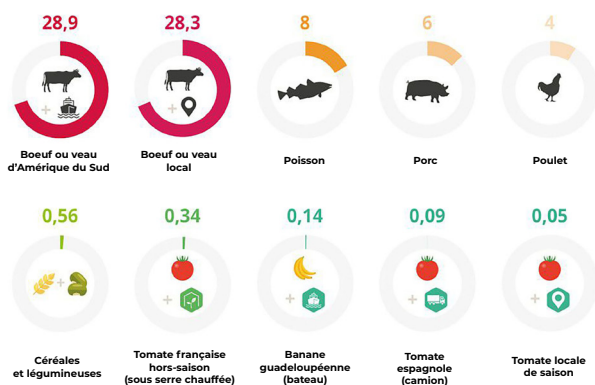 28,9
28,3
8
6
4
Boeuf ou veau
d'Amérique du Sud
Boeuf ou veau
local
Poisson
Porc
Poulet
0,56
0,34
0,14
0,09
0,05
Céréales
et légumineuses
Tomate française
hors-saison
(sous serre chauffée)
Banane
guadeloupéenne
(bateau)
Tomate
espagnole
(camion)
Tomate locale
de saison